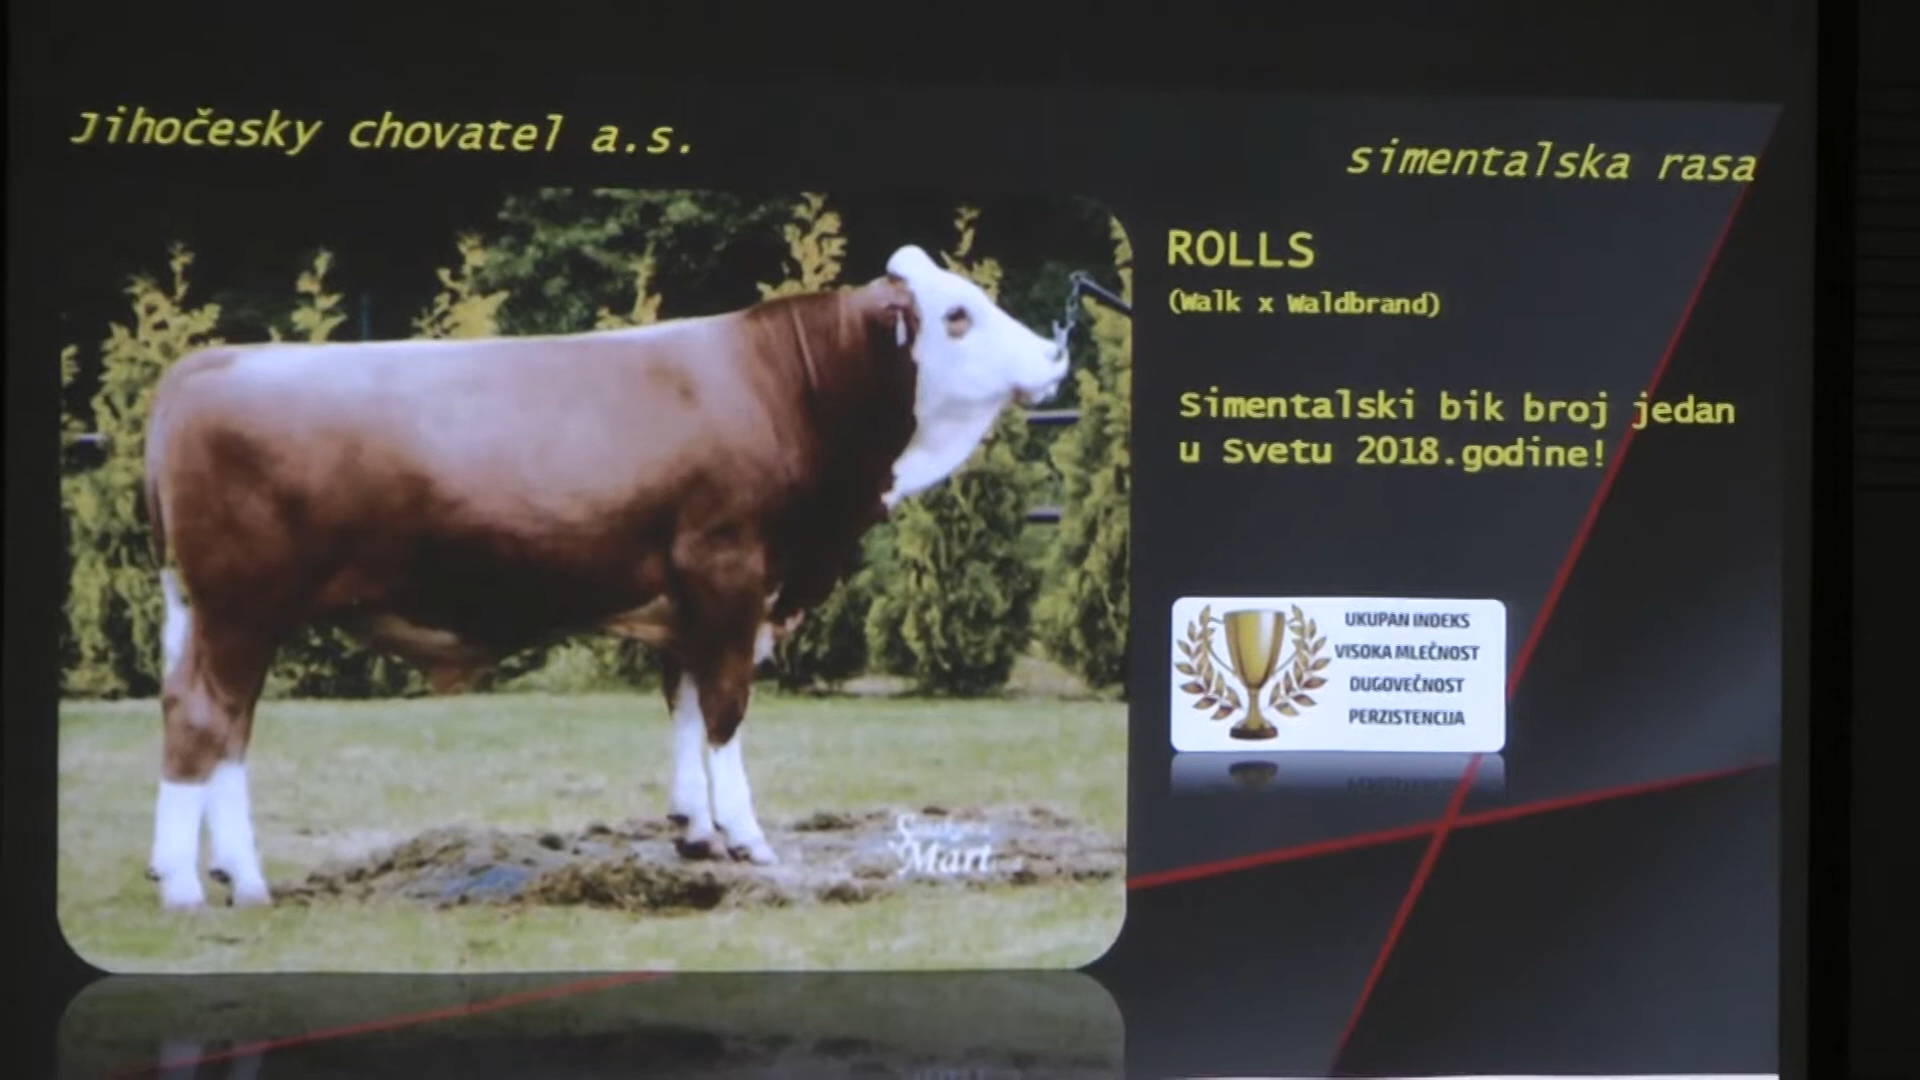 Jihočesky chovatel a.s.
simentalska rasa
ROLLS
(Walk x Waldbrand)
Simentalski bik broj jedan
u Svetu 2018.godine!
UKUPAN INDEKS
VISOKA MLEČNOST
DUGOVEČNOST
PERZISTENCIJA
Mart